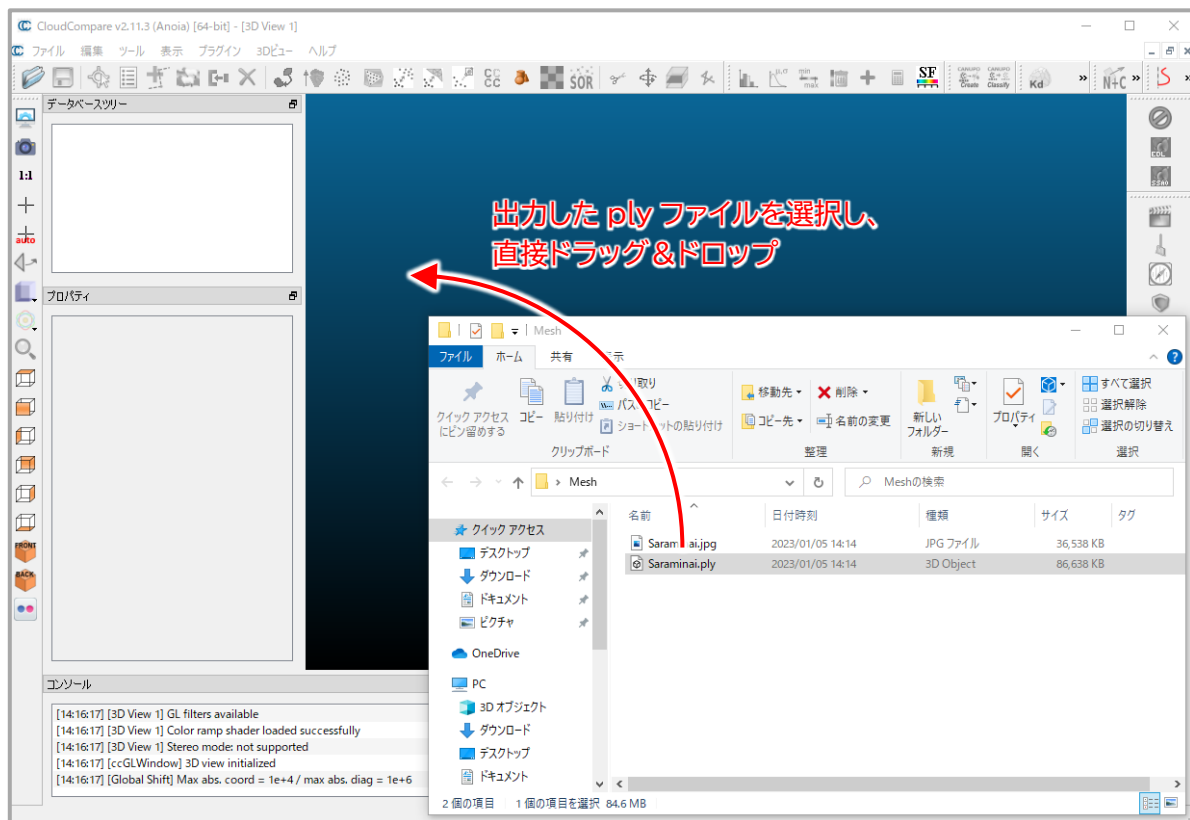 CloudCompare v2.11.3 (Anoia) [64-bit] - [3D View 1]
ファイル 編集 ツール 表示 プラグイン 3Dビュー ヘルプ
SOR
min
max
SF
CANUPO Create
CANUPO Classify
Kd
N+C
データベースツリー
1:1
auto
プロパティ
FRONT
BACK
COL.
SSAO
出力した ply ファイルを選択し、
直接ドラッグ&ドロップ
Mesh
ファイル ホーム 共有
クイック アクセス
にピン留めする
コピー
貼り付け
ショートカットの貼り付け
クリップボード
移動先
コピー先
削除
名前の変更
整理
新しい
フォルダー
新規
プロパティ
開く
すべて選択
選択解除
選択の切り替え
選択
Mesh
Meshの検索
クイック アクセス
デスクトップ
ダウンロード
ドキュメント
ピクチャ
OneDrive
PC
3D オブジェクト
ダウンロード
デスクトップ
ドキュメント
名前 日付時刻 種類 サイズ タグ
Saraminai.jpg 2023/01/05 14:14 JPG ファイル 36,538 KB
Saraminai.ply 2023/01/05 14:14 3D Object 86,638 KB
2 個の項目 1 個の項目を選択 84.6 MB
コンソール
[14:16:17] [3D View 1] GL filters available
[14:16:17] [3D View 1] Color ramp shader loaded successfully
[14:16:17] [3D View 1] Stereo mode: not supported
[14:16:17] [ccGLWindow] 3D view initialized
[14:16:17] [Global Shift] Max abs. coord = 1e+4 / max abs. diag = 1e+6